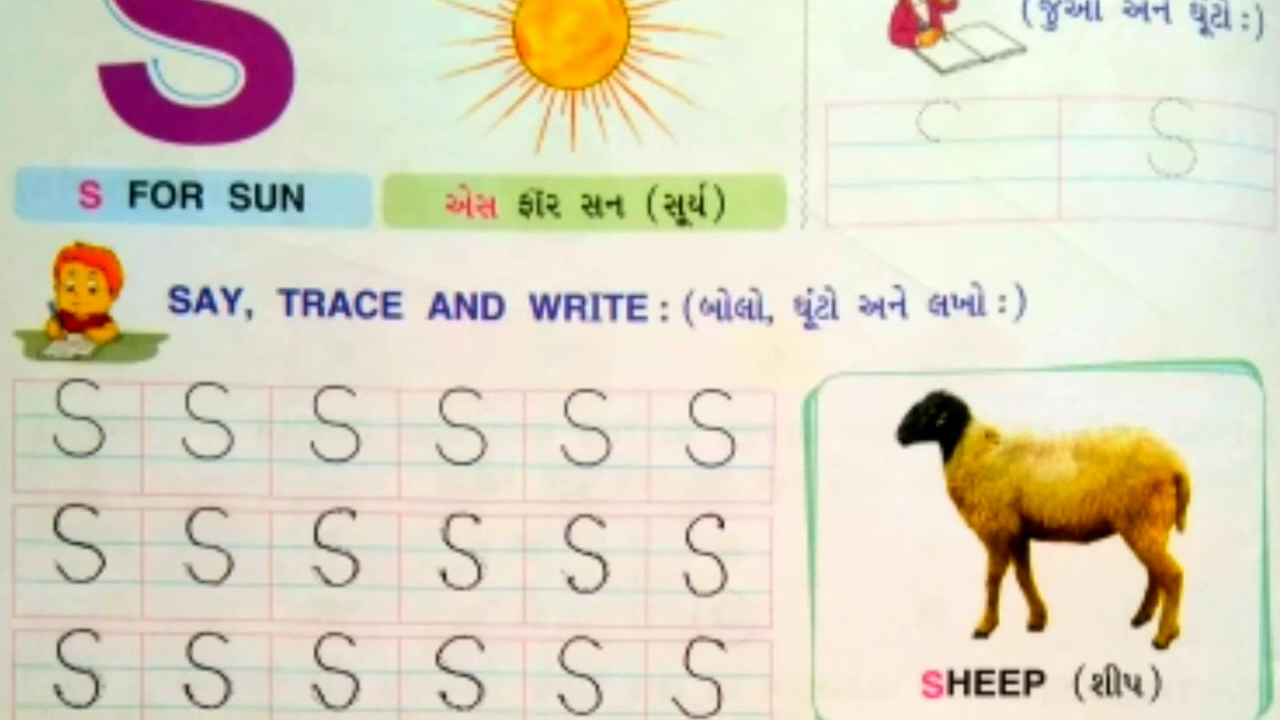 S
(જુઓ અને ઘૂંટો :)
S
S FOR SUN
એસ ફૉર સન (સૂર્ય)
SAY, TRACE AND WRITE : (બોલો, ઘૂંટો અને લખો :)
S S S S S S
S S S S S S
S S S S S S
SHEEP (શીપ)